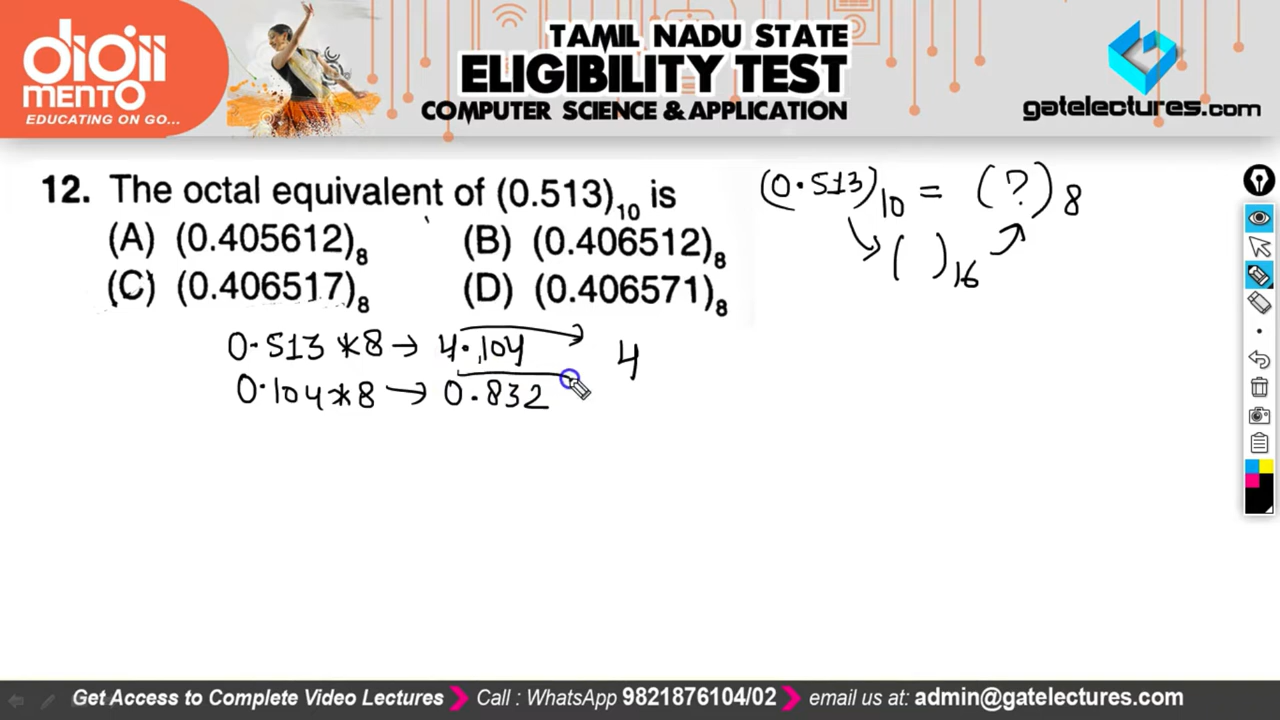 digii
MENTO
EDUCATING ON GO...
TAMIL NADU STATE
ELIGIBILITY TEST
COMPUTER SCIENCE & APPLICATION
gatelectures.com
12. The octal equivalent of (0.513)₁₀ is
(A) (0.405612)₈ (B) (0.406512)₈
(C) (0.406517)₈ (D) (0.406571)₈
(0.513)₁₀ = (?)₈
( )₁₆
0.513 * 8 → 4.104 4
0.104 * 8 → 0.832
Get Access to Complete Video Lectures Call : WhatsApp 9821876104/02 email us at: admin@gatelectures.com